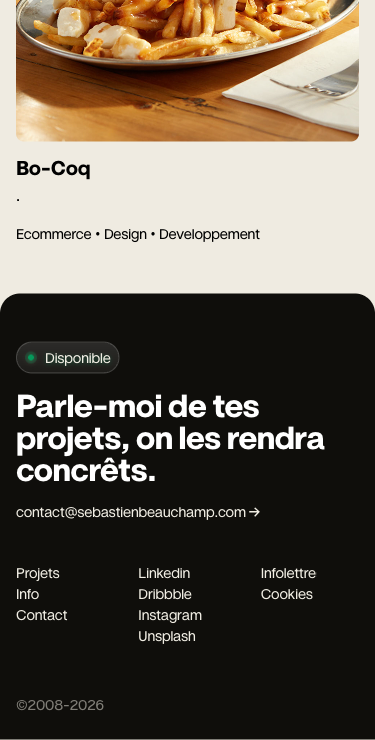 Bo-Coq
.
Ecommerce • Design • Developpement
Disponible
Parle-moi de tes
projets, on les rendra
concrêts.
contact@sebastienbeauchamp.com →
Projets
Info
Contact
Linkedin
Dribbble
Instagram
Unsplash
Infolettre
Cookies
©2008-2026